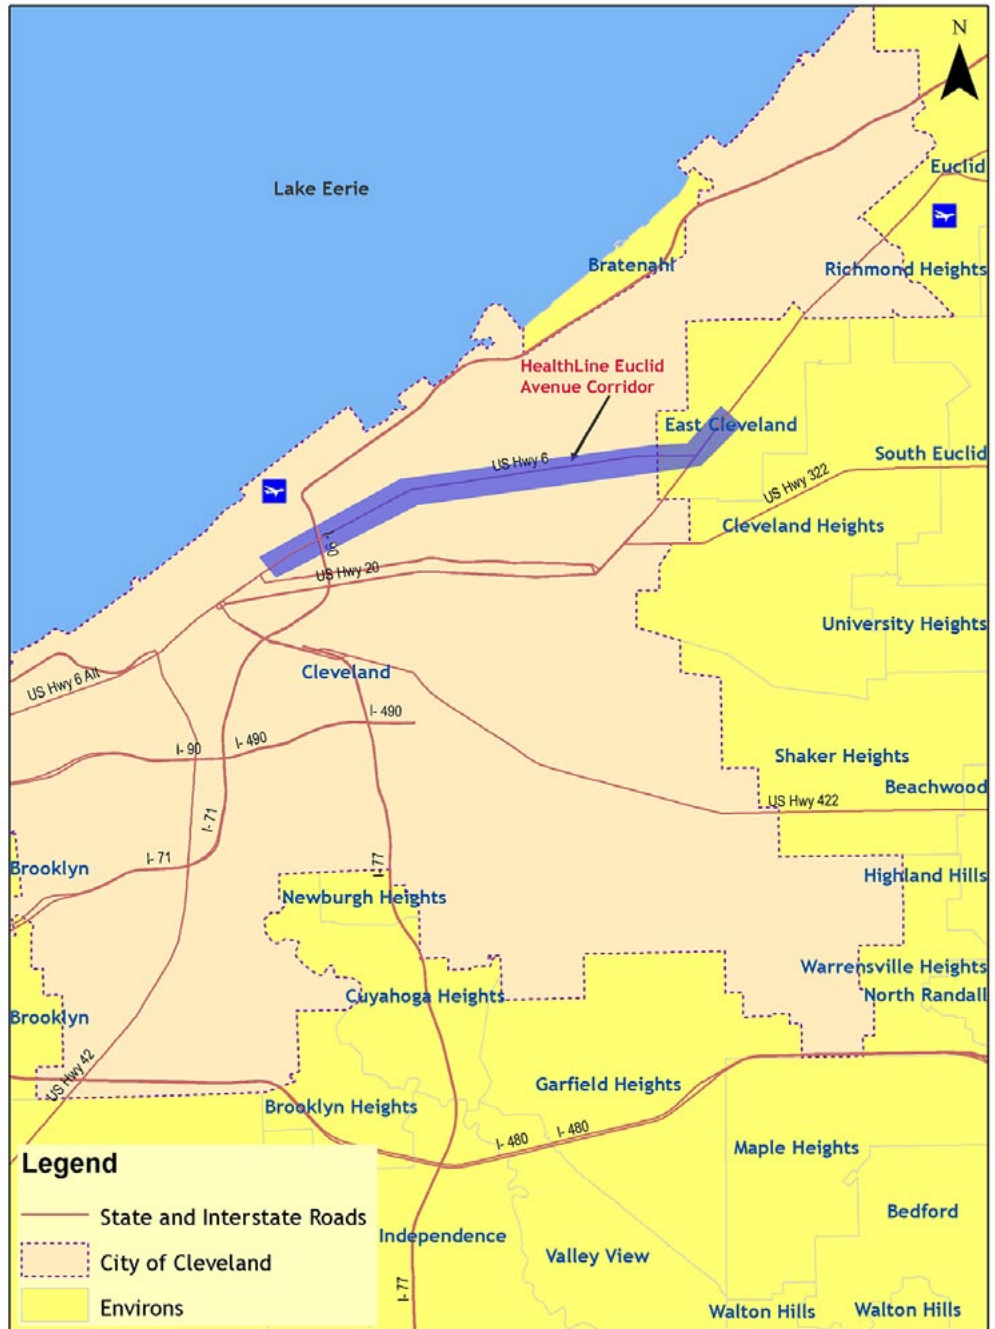 N
Euclid
Lake Eerie
Bratenahl
Richmond Heights
HealthLine Euclid
Avenue Corridor
East Cleveland
US Hwy 6
South Euclid
US Hwy 322
Cleveland Heights
I- 90
US Hwy 20
University Heights
Cleveland
US Hwy 6 Alt
I- 490
I- 90
I- 490
Shaker Heights
Beachwood
US Hwy 422
I- 71
I- 71
I- 77
Brooklyn
Highland Hills
Newburgh Heights
Warrensville Heights
Cuyahoga Heights
North Randall
Brooklyn
US Hwy 42
Garfield Heights
Brooklyn Heights
I- 480
I- 480
Maple Heights
Legend
State and Interstate Roads
City of Cleveland
Environs
Bedford
Independence
Valley View
I- 77
Walton Hills
Walton Hills